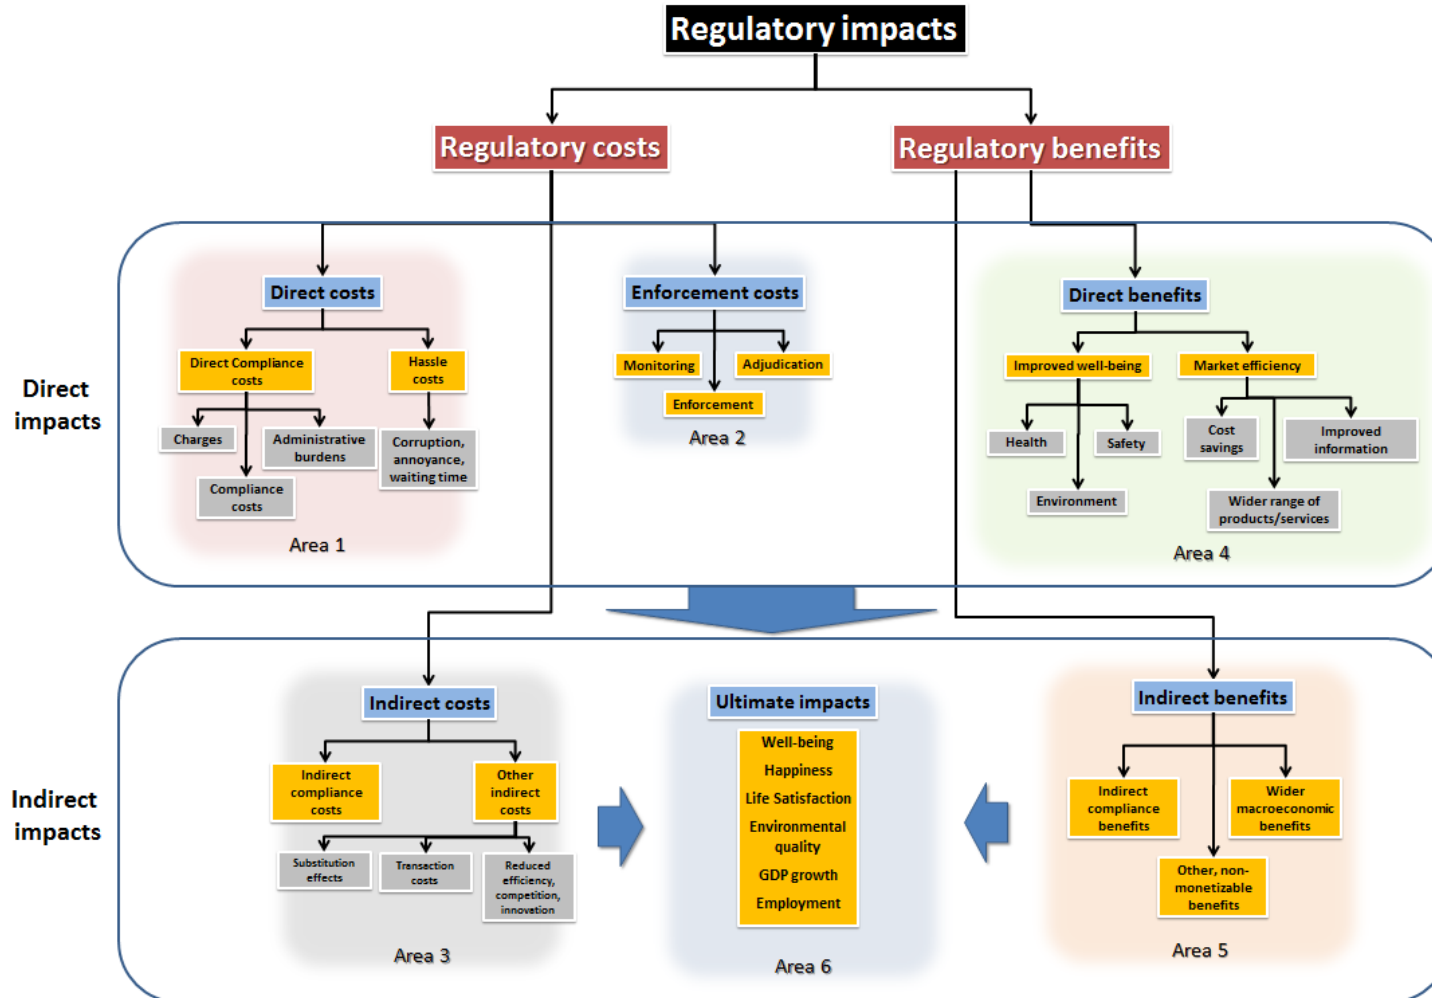 Regulatory impacts
Regulatory costs
Regulatory benefits
Direct
impacts
Direct costs
Direct Compliance
costs
Hassle
costs
Charges
Administrative
burdens
Compliance
costs
Corruption,
annoyance,
waiting time
Area 1
Enforcement costs
Monitoring
Adjudication
Enforcement
Area 2
Direct benefits
Improved well-being
Market efficiency
Health
Safety
Environment
Cost
savings
Improved
information
Wider range of
products/services
Area 4
Indirect
impacts
Indirect costs
Indirect
compliance
costs
Other
indirect
costs
Substitution
effects
Transaction
costs
Reduced
efficiency,
competition,
innovation
Area 3
Ultimate impacts
Well-being
Happiness
Life Satisfaction
Environmental
quality
GDP growth
Employment
Area 6
Indirect benefits
Indirect
compliance
benefits
Wider
macroeconomic
benefits
Other, non-
monetizable
benefits
Area 5